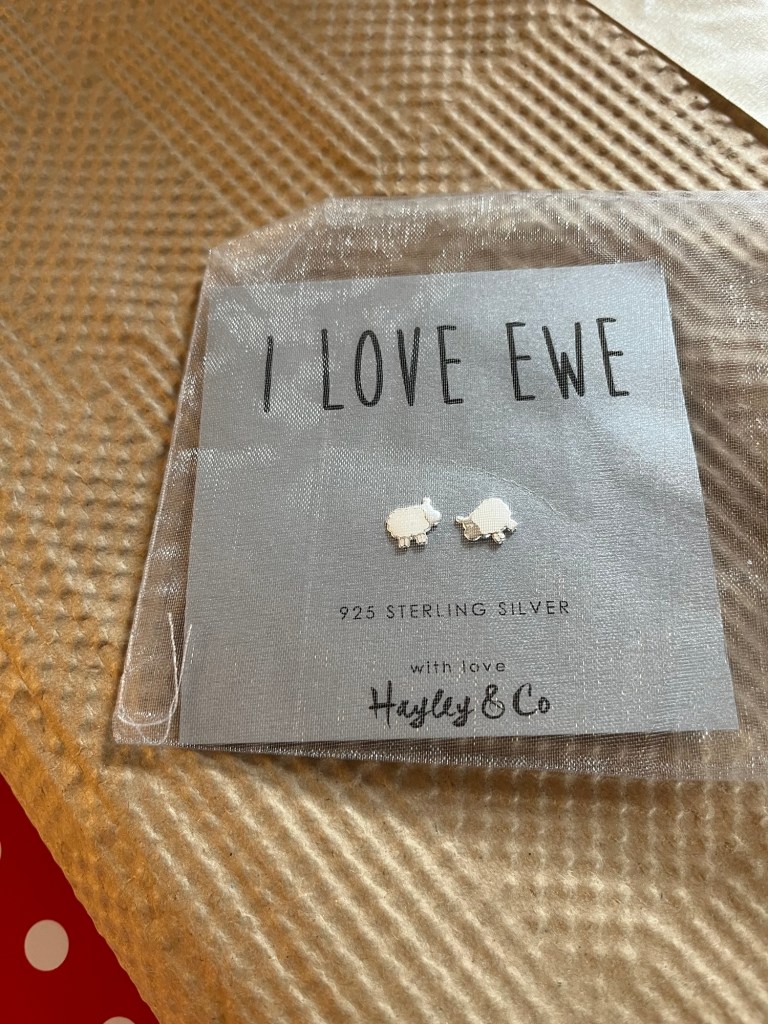 I LOVE EWE
925 STERLING SILVER
with love
Hayley & Co